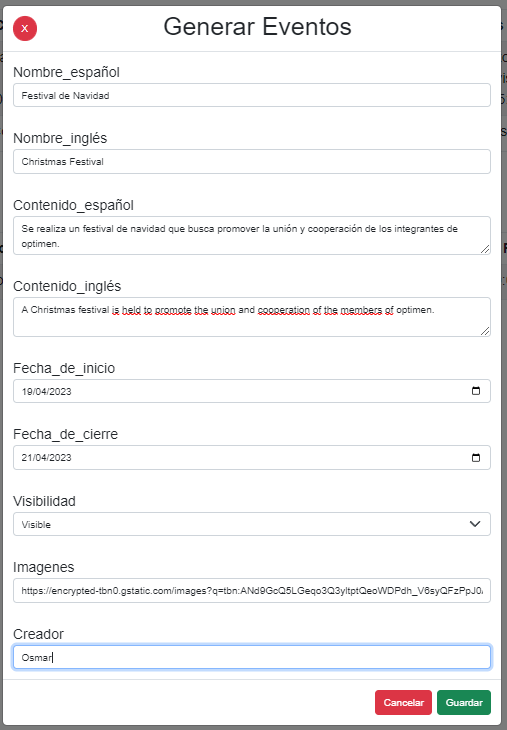 x
Generar Eventos
Nombre_español
Festival de Navidad
Nombre_inglés
Christmas Festival
Contenido_español
Se realiza un festival de navidad que busca promover la unión y cooperación de los integrantes de
optimen.
Contenido_inglés
A Christmas festival is held to promote the union and cooperation of the members of optimen.
Fecha_de_inicio
19/04/2023
Fecha_de_cierre
21/04/2023
Visibilidad
Visible
Imagenes
https://encrypted-tbn0.gstatic.com/images?q=tbn:ANd9GcQ5LGeqo3Q3yltptQeoWDPdh_V6syQFzPpJ0
Creador
Osmar
Cancelar Guardar